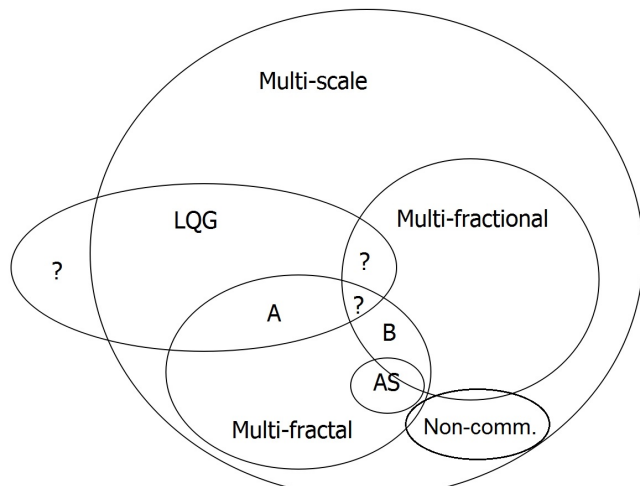 Multi-scale
LQG
Multi-fractional
?
?
?
A
B
AS
Multi-fractal
Non-comm.